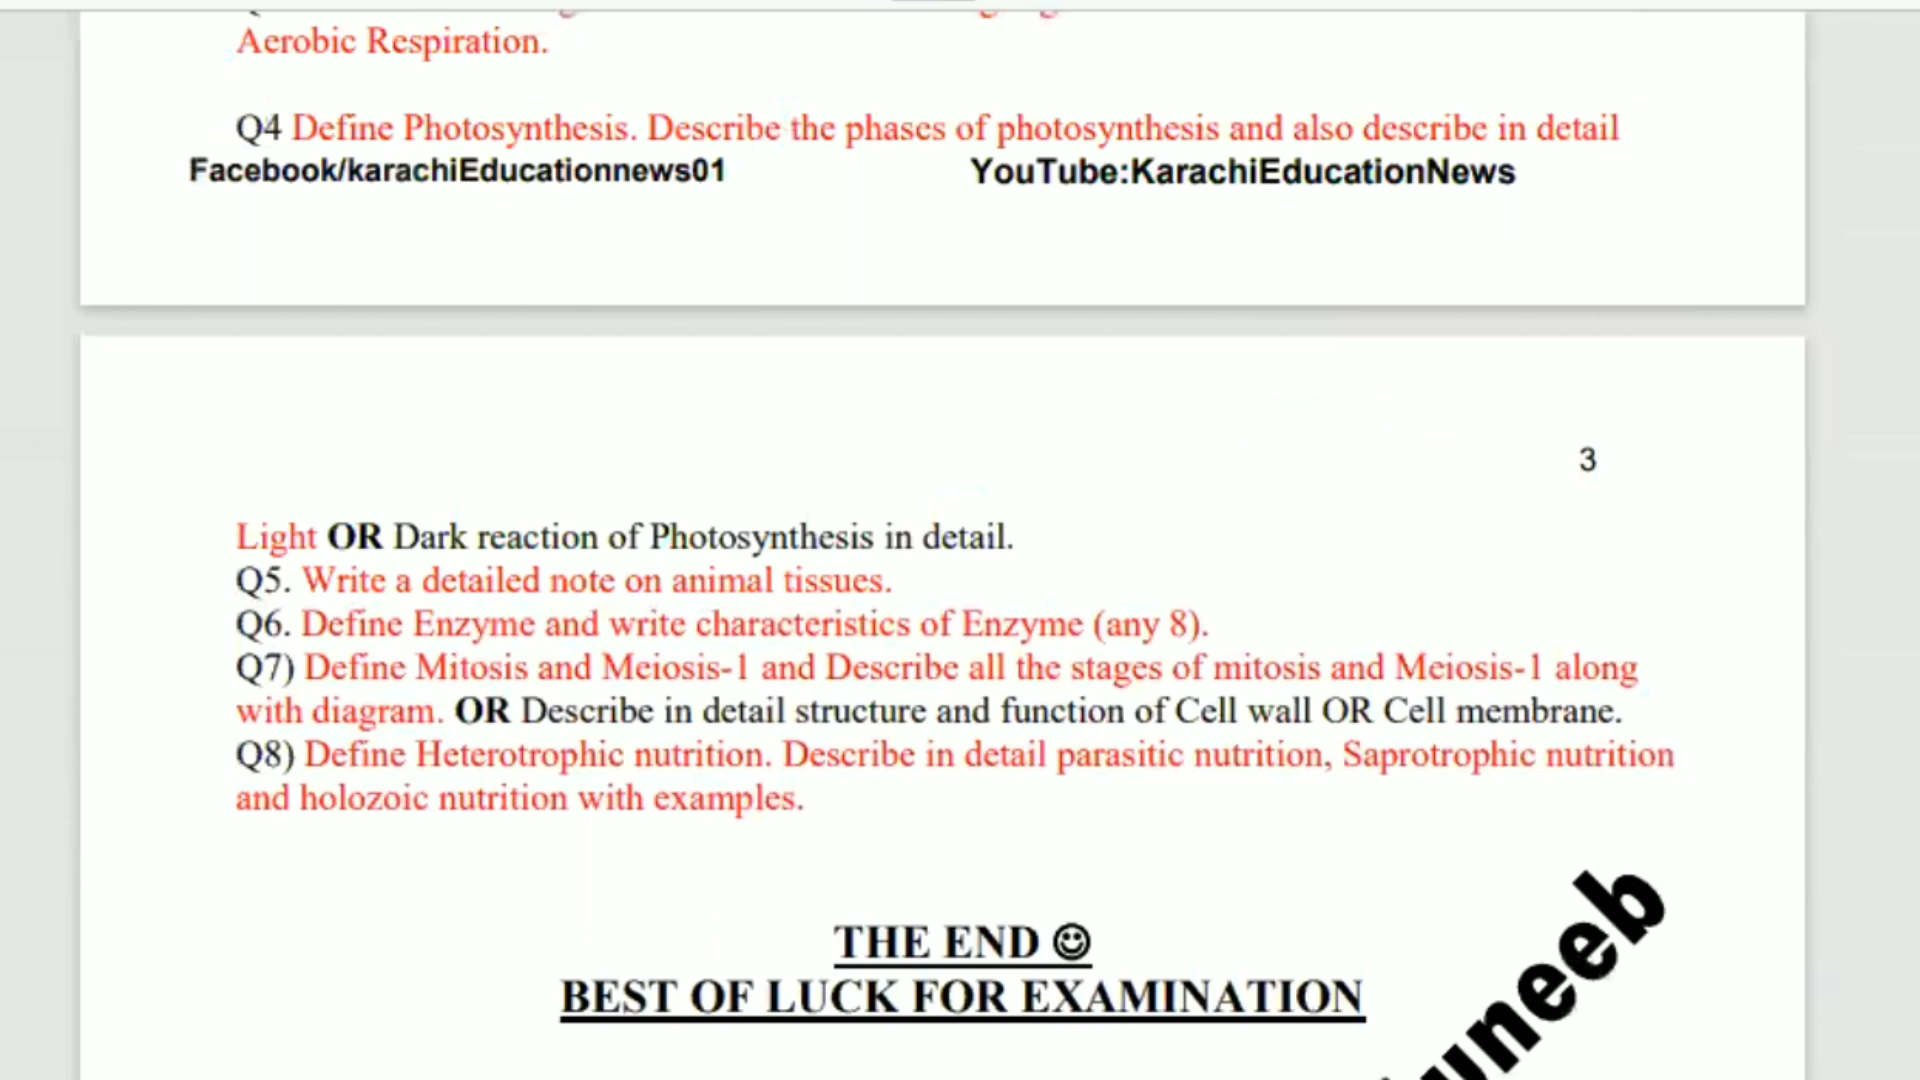 Aerobic Respiration.
Q4 Define Photosynthesis. Describe the phases of photosynthesis and also describe in detail
Facebook/karachiEducationnews01 YouTube:KarachiEducationNews
3
Light OR Dark reaction of Photosynthesis in detail.
Q5. Write a detailed note on animal tissues.
Q6. Define Enzyme and write characteristics of Enzyme (any 8).
Q7) Define Mitosis and Meiosis-1 and Describe all the stages of mitosis and Meiosis-1 along
with diagram. OR Describe in detail structure and function of Cell wall OR Cell membrane.
Q8) Define Heterotrophic nutrition. Describe in detail parasitic nutrition, Saprotrophic nutrition
and holozoic nutrition with examples.
THE END ☺
BEST OF LUCK FOR EXAMINATION